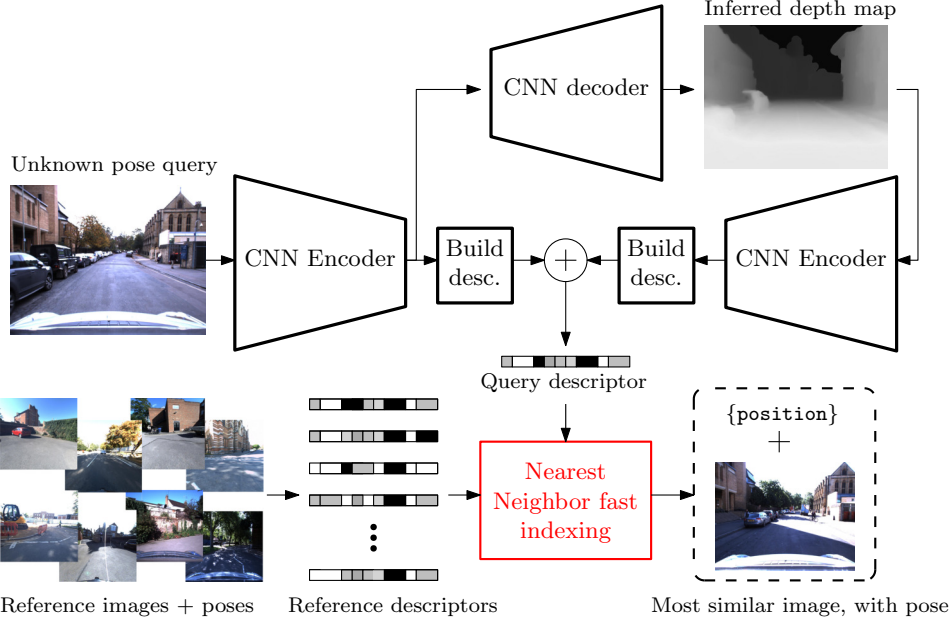 Inferred depth map
CNN decoder
Unknown pose query
CNN Encoder
Build
desc.
+
Build
desc.
CNN Encoder
Query descriptor
{position}
+
Nearest
Neighbor fast
indexing
Reference images + poses
Reference descriptors
Most similar image, with pose